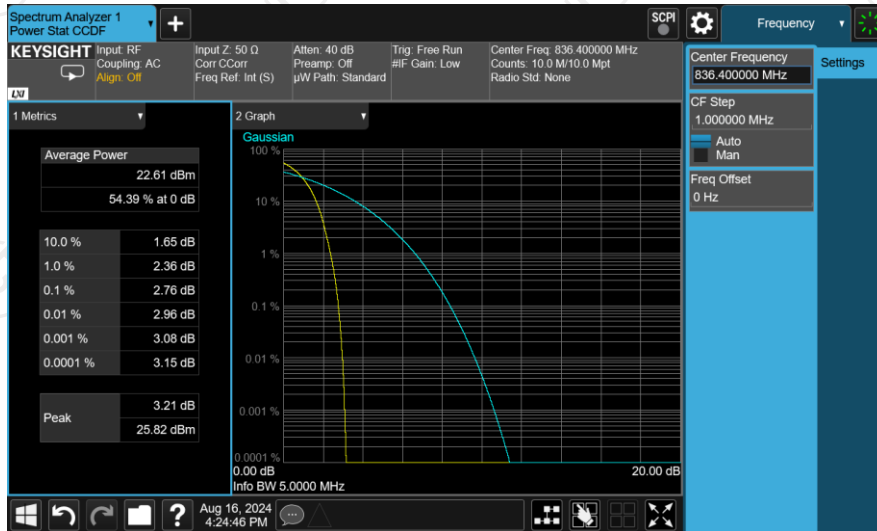 Spectrum Analyzer 1
Power Stat CCDF
+
SCPI
Frequency
KEYSIGHT
Input: RF
Coupling: AC
Align: Off
Input Z: 50 Ω
Corr CCorr
Freq Ref: Int (S)
Atten: 40 dB
Preamp: Off
µW Path: Standard
Trig: Free Run
#IF Gain: Low
Center Freq: 836.400000 MHz
Counts: 10.0 M/10.0 Mpt
Radio Std: None
LXI
Center Frequency
836.400000 MHz
Settings
CF Step
1.000000 MHz
Auto
Man
Freq Offset
0 Hz
1 Metrics
Average Power
22.61 dBm
54.39 % at 0 dB
10.0 % 1.65 dB
1.0 % 2.36 dB
0.1 % 2.76 dB
0.01 % 2.96 dB
0.001 % 3.08 dB
0.0001 % 3.15 dB
Peak
3.21 dB
25.82 dBm
2 Graph
Gaussian
100 %
10 %
1 %
0.1 %
0.01 %
0.001 %
0.0001 %
0.00 dB 20.00 dB
Info BW 5.0000 MHz
?
Aug 16, 2024
4:24:46 PM